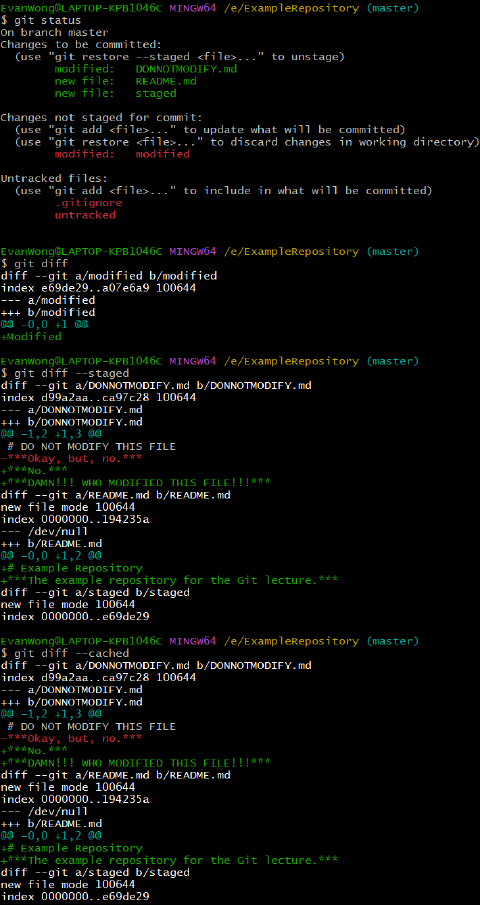 EvanWong@LAPTOP-KPB1046C MINGW64 /e/ExampleRepository (master)
$ git status
On branch master
Changes to be committed:
  (use "git restore --staged <file>..." to unstage)
        modified:   DONNOTMODIFY.md
        new file:   README.md
        new file:   staged

Changes not staged for commit:
  (use "git add <file>..." to update what will be committed)
  (use "git restore <file>..." to discard changes in working directory)
        modified:   modified

Untracked files:
  (use "git add <file>..." to include in what will be committed)
        .gitignore
        untracked

EvanWong@LAPTOP-KPB1046C MINGW64 /e/ExampleRepository (master)
$ git diff
diff --git a/modified b/modified
index e69de29..a07e6a9 100644
--- a/modified
+++ b/modified
@@ -0,0 +1 @@
+Modified

EvanWong@LAPTOP-KPB1046C MINGW64 /e/ExampleRepository (master)
$ git diff --staged
diff --git a/DONNOTMODIFY.md b/DONNOTMODIFY.md
index d99a2aa..ca97c28 100644
--- a/DONNOTMODIFY.md
+++ b/DONNOTMODIFY.md
@@ -1,2 +1,3 @@
 # DO NOT MODIFY THIS FILE
-***Okay, but, no.***
+***No.***
+***DAMN!!! WHO MODIFIED THIS FILE!!!***
diff --git a/README.md b/README.md
new file mode 100644
index 0000000..194235a
--- /dev/null
+++ b/README.md
@@ -0,0 +1,2 @@
+# Example Repository
+***The example repository for the Git lecture.***
diff --git a/staged b/staged
new file mode 100644
index 0000000..e69de29

EvanWong@LAPTOP-KPB1046C MINGW64 /e/ExampleRepository (master)
$ git diff --cached
diff --git a/DONNOTMODIFY.md b/DONNOTMODIFY.md
index d99a2aa..ca97c28 100644
--- a/DONNOTMODIFY.md
+++ b/DONNOTMODIFY.md
@@ -1,2 +1,3 @@
 # DO NOT MODIFY THIS FILE
-***Okay, but, no.***
+***No.***
+***DAMN!!! WHO MODIFIED THIS FILE!!!***
diff --git a/README.md b/README.md
new file mode 100644
index 0000000..194235a
--- /dev/null
+++ b/README.md
@@ -0,0 +1,2 @@
+# Example Repository
+***The example repository for the Git lecture.***
diff --git a/staged b/staged
new file mode 100644
index 0000000..e69de29